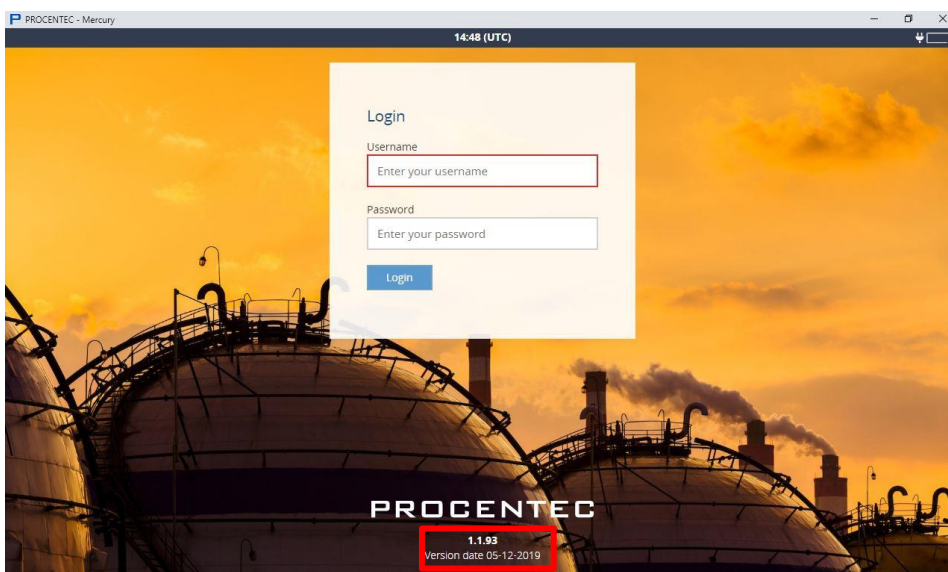 PROCENTEC - Mercury
14:48 (UTC)
Login
Username
Enter your username
Password
Enter your password
Login
PROCENTEC
1.1.93
Version date 05-12-2019